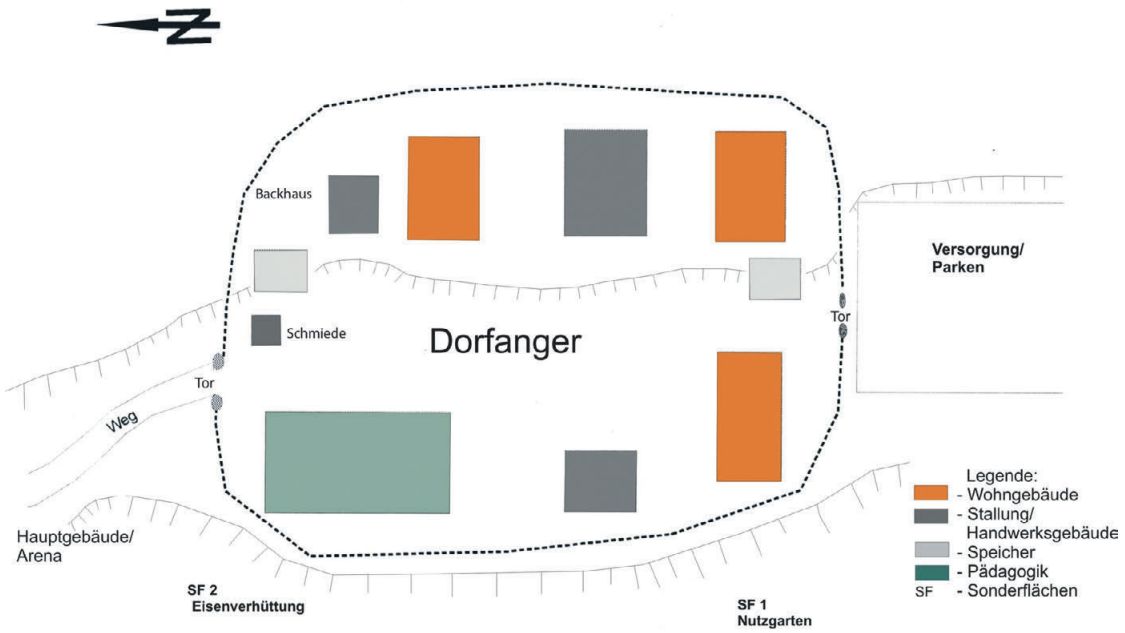 N
Backhaus
Versorgung/
Parken
Tor
Schmiede
Dorfanger
Tor
Weg
Hauptgebäude/
Arena
SF 2
Eisenverhüttung
SF 1
Nutzgarten
Legende:
- Wohngebäude
- Stallung/
Handwerksgebäude
- Speicher
- Pädagogik
SF - Sonderflächen